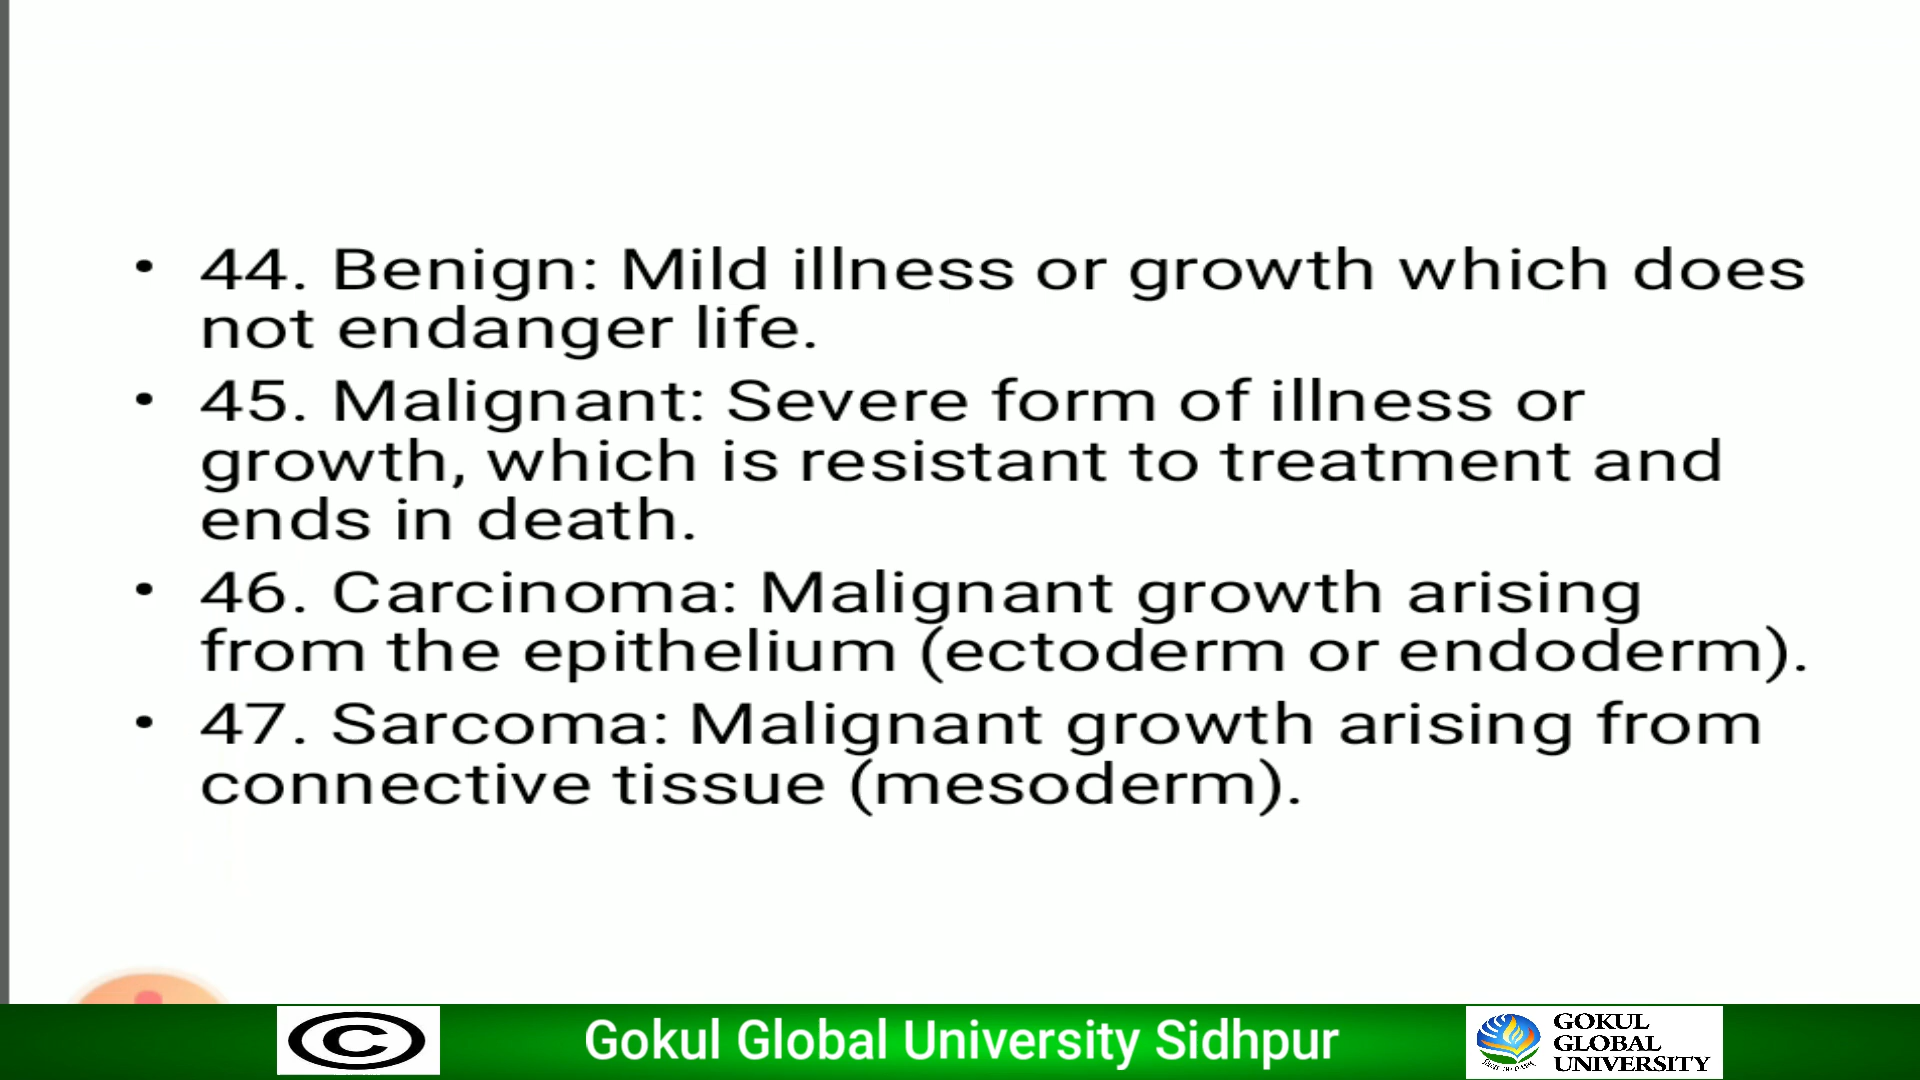 • 44. Benign: Mild illness or growth which does
not endanger life.
• 45. Malignant: Severe form of illness or
growth, which is resistant to treatment and
ends in death.
• 46. Carcinoma: Malignant growth arising
from the epithelium (ectoderm or endoderm).
• 47. Sarcoma: Malignant growth arising from
connective tissue (mesoderm).
©
Gokul Global University Sidhpur
GOKUL
GLOBAL
UNIVERSITY